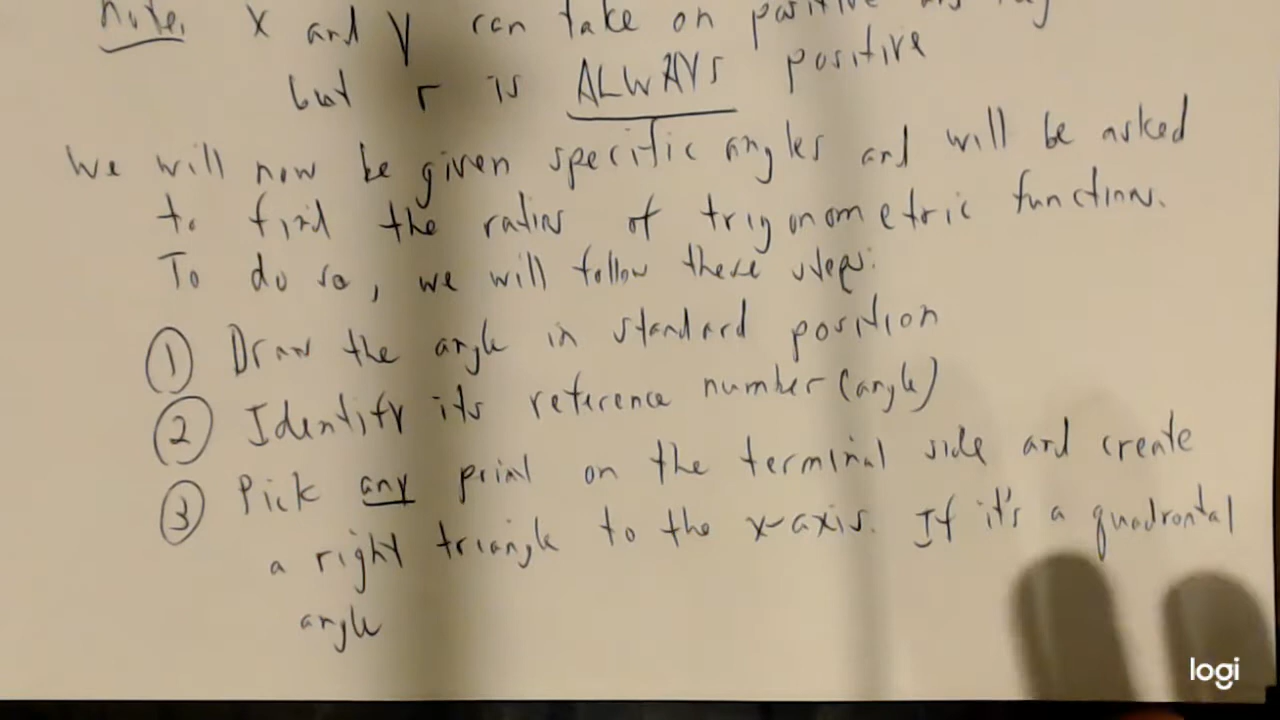 Note: x and y can take on positive
but r is ALWAYS positive
We will now be given specific angles and will be asked
to find the ratios of trigonometric functions.
To do so, we will follow these steps:
① Draw the angle in standard position
② Identify its reference number (angle)
③ Pick any point on the terminal side and create
a right triangle to the x-axis. If it's a quadrontal
angle
logi